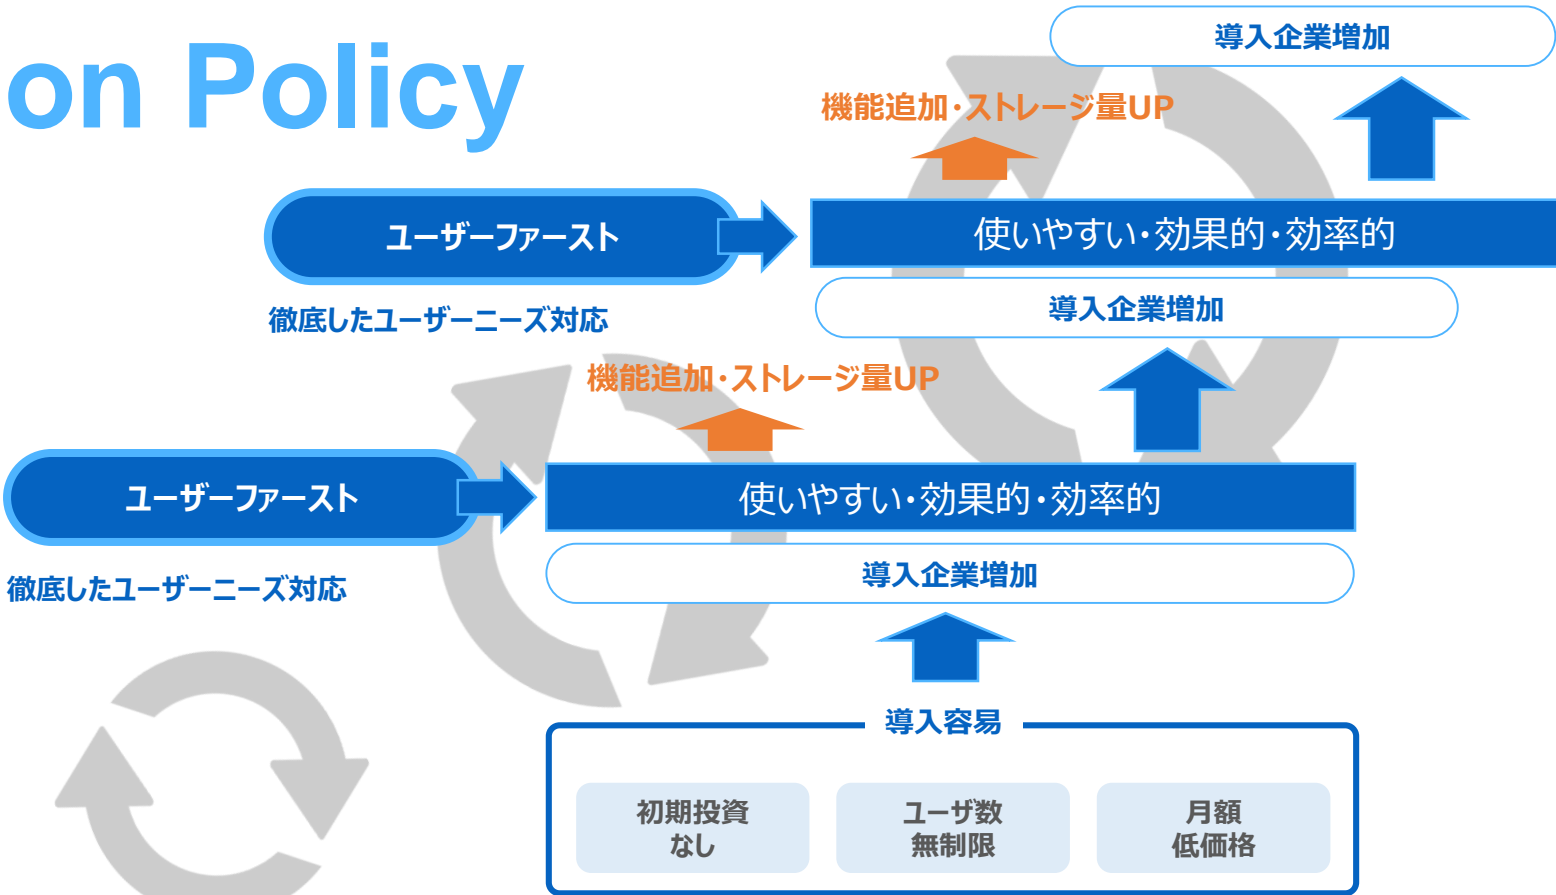 on Policy
導入企業増加
機能追加・ストレージ量UP
ユーザーファースト
使いやすい・効果的・効率的
徹底したユーザーニーズ対応
導入企業増加
機能追加・ストレージ量UP
ユーザーファースト
使いやすい・効果的・効率的
徹底したユーザーニーズ対応
導入企業増加
導入容易
初期投資
なし
ユーザ数
無制限
月額
低価格